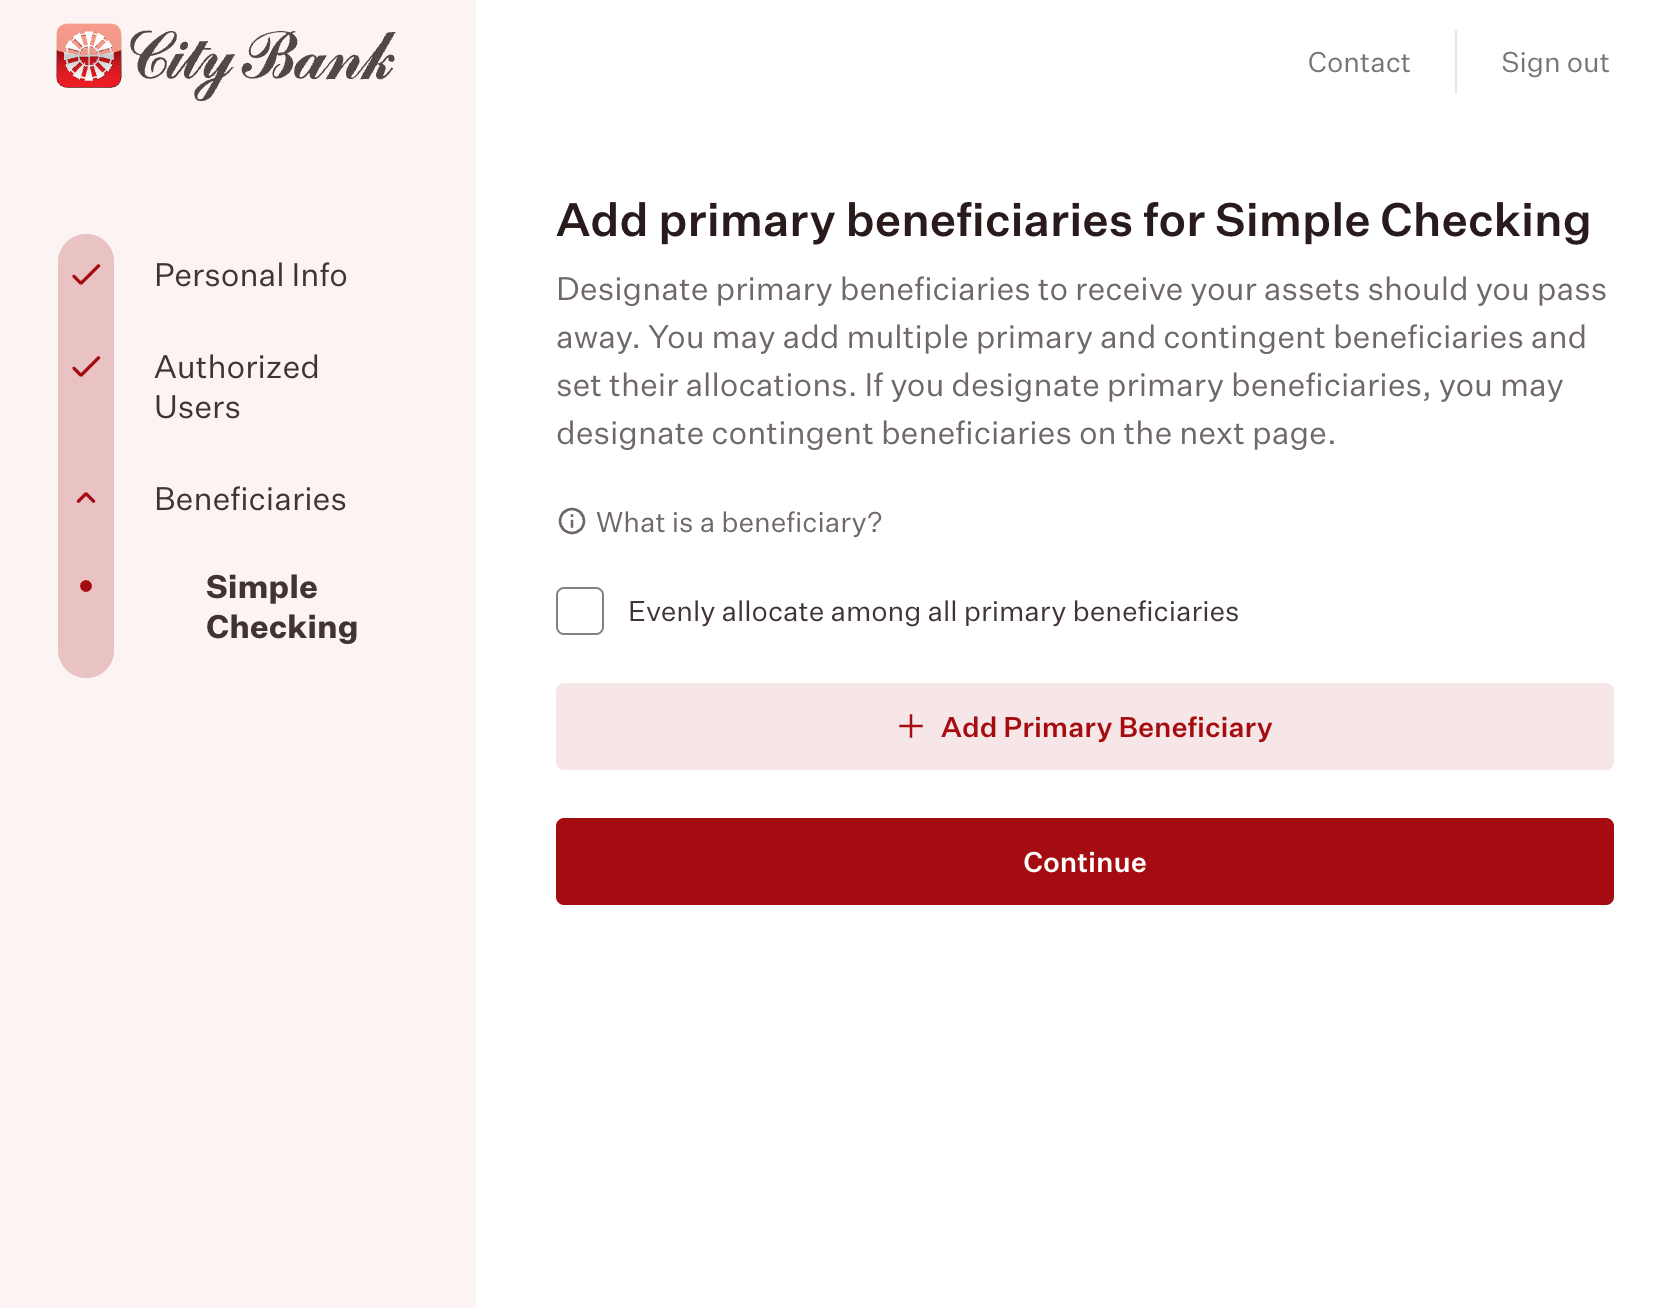 City Bank
Contact
Sign out
Personal Info
Authorized
Users
Beneficiaries
Simple
Checking
Add primary beneficiaries for Simple Checking
Designate primary beneficiaries to receive your assets should you pass
away. You may add multiple primary and contingent beneficiaries and
set their allocations. If you designate primary beneficiaries, you may
designate contingent beneficiaries on the next page.
What is a beneficiary?
Evenly allocate among all primary beneficiaries
Add Primary Beneficiary
Continue